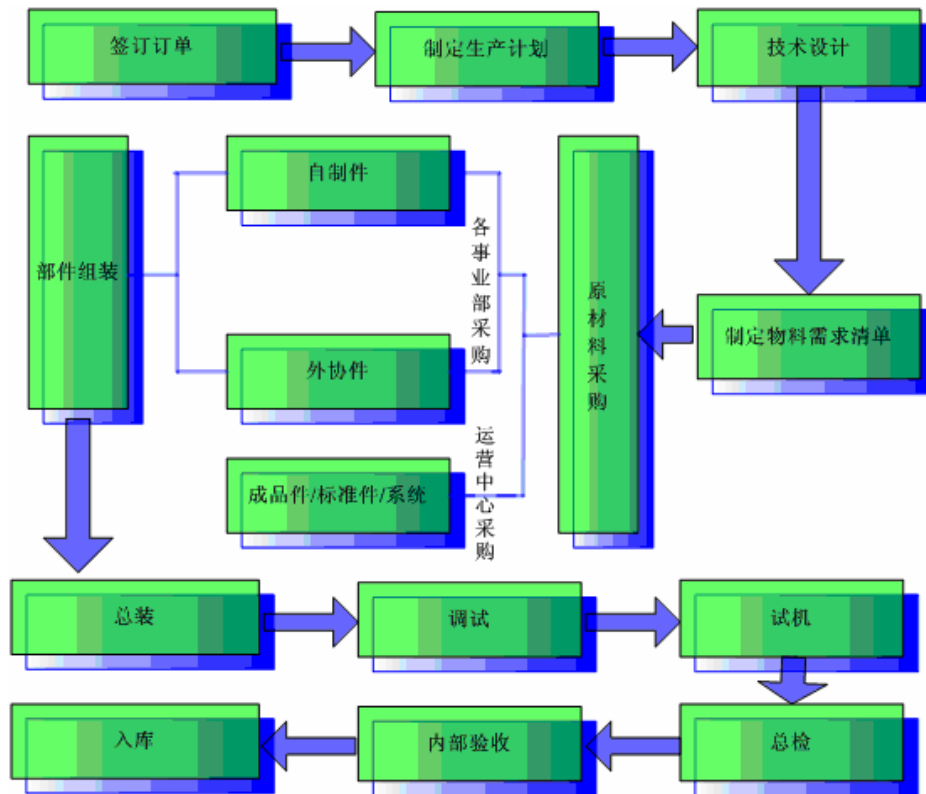 签订订单
制定生产计划
技术设计
部件组装
自制件
各事业部采购
原材料采购
制定物料需求清单
外协件
成品件/标准件/系统
运营中心采购
总装
调试
试机
入库
内部验收
总检